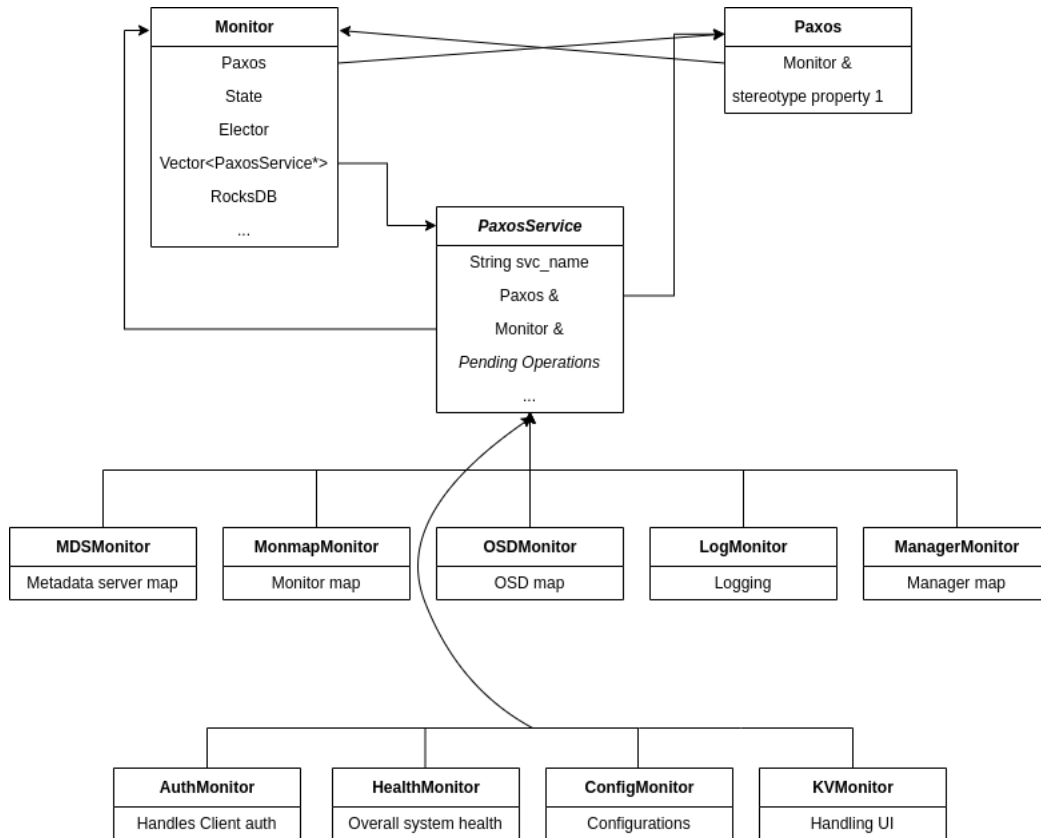 Monitor
Paxos
State
Elector
Vector<PaxosService*>
RocksDB
...
Paxos
Monitor &
stereotype property 1
PaxosService
String svc_name
Paxos &
Monitor &
Pending Operations
...
MDSMonitor
Metadata server map
MonmapMonitor
Monitor map
OSDMonitor
OSD map
LogMonitor
Logging
ManagerMonitor
Manager map
AuthMonitor
Handles Client auth
HealthMonitor
Overall system health
ConfigMonitor
Configurations
KVMonitor
Handling UI